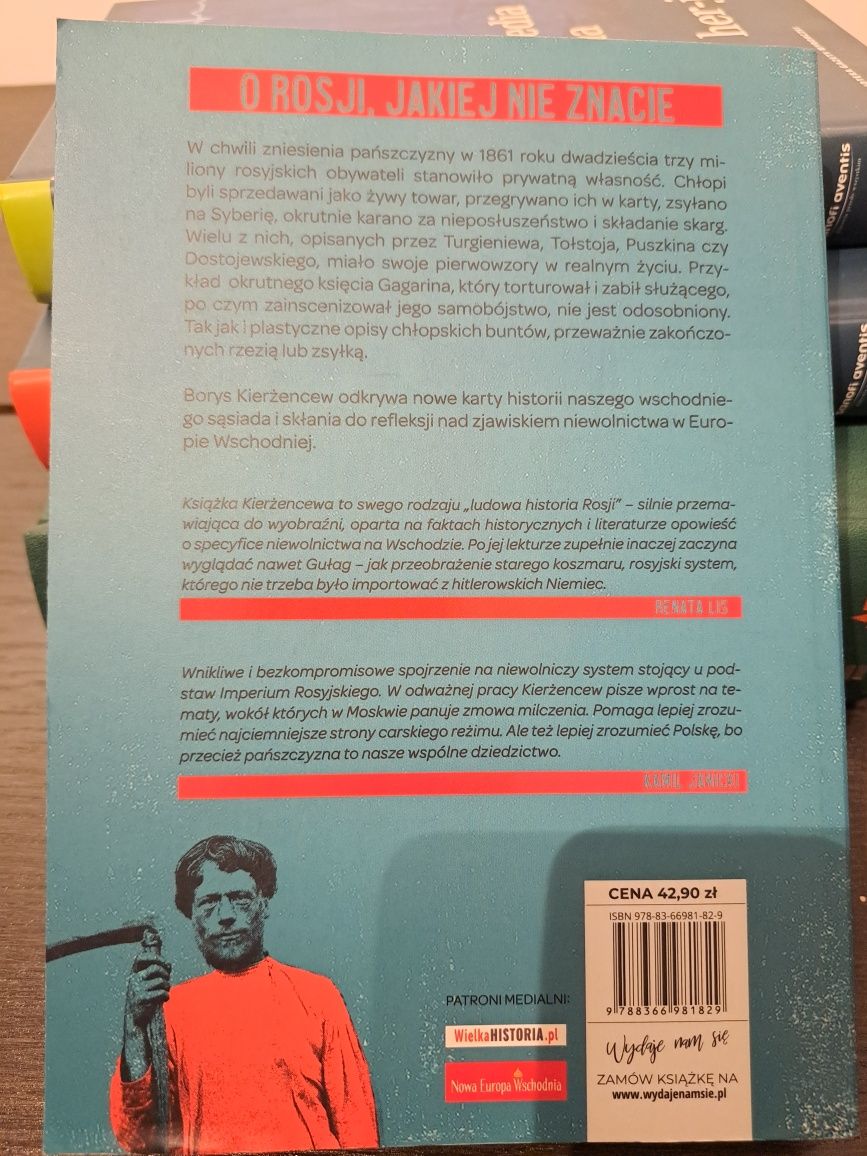 O ROSJI, JAKIEJ NIE ZNACIE
W chwili zniesienia pańszczyzny w 1861 roku dwadzieścia trzy mi-
liony rosyjskich obywateli stanowiło prywatną własność. Chłopi
byli sprzedawani jako żywy towar, przegrywano ich w karty, zsyłano
na Syberię, okrutnie karano za nieposłuszeństwo i składanie skarg.
Wielu z nich, opisanych przez Turgieniewa, Tołstoja, Puszkina czy
Dostojewskiego, miało swoje pierwowzory w realnym życiu. Przy-
kład okrutnego księcia Gagarina, który torturował i zabił służącego,
po czym zainscenizował jego samobójstwo, nie jest odosobniony.
Tak jak i plastyczne opisy chłopskich buntów, przeważnie zakończo-
nych rzezią lub zsyłką.
Borys Kierżencew odkrywa nowe karty historii naszego wschodnie-
go sąsiada i skłania do refleksji nad zjawiskiem niewolnictwa w Euro-
pie Wschodniej.
Książka Kierżencewa to swego rodzaju „ludowa historia Rosji” – silnie przema-
wiająca do wyobraźni, oparta na faktach historycznych i literaturze opowieść
o specyfice niewolnictwa na Wschodzie. Po jej lekturze zupełnie inaczej zaczyna
wyglądać nawet Gułag – jak przeobrażenie starego koszmaru, rosyjski system,
którego nie trzeba było importować z hitlerowskich Niemiec.
RENATA LIS
Wnikliwe i bezkompromisowe spojrzenie na niewolniczy system stojący u pod-
staw Imperium Rosyjskiego. W odważnej pracy Kierżencew pisze wprost na te-
maty, wokół których w Moskwie panuje zmowa milczenia. Pomaga lepiej zrozu-
mieć najciemniejsze strony carskiego reżimu. Ale też lepiej zrozumieć Polskę, bo
przecież pańszczyzna to nasze wspólne dziedzictwo.
KAMIL JANICKI
CENA 42,90 zł
ISBN 978-83-66981-82-9
9 788366 981829
PATRONI MEDIALNI:
WielkaHISTORIA.pl
Nowa Europa Wschodnia
Wydaje nam się
ZAMÓW KSIĄŻKĘ NA
www.wydajenamsie.pl
aventis
aventis